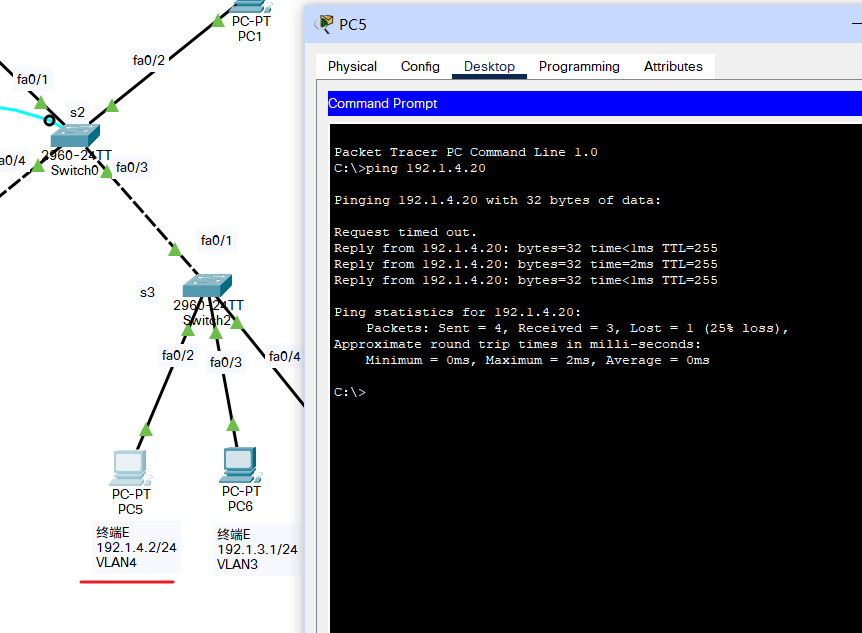 PC-PT
PC1
fa0/2
fa0/1
s2
2960-24TT
Switch0
a0/4
fa0/3
fa0/1
s3
2960-24TT
Switch2
fa0/2
fa0/3
fa0/4
PC-PT
PC5
PC-PT
PC6
终端E
192.1.4.2/24
VLAN4
终端E
192.1.3.1/24
VLAN3
PC5
Physical Config Desktop Programming Attributes
Command Prompt
Packet Tracer PC Command Line 1.0
C:\>ping 192.1.4.20
Pinging 192.1.4.20 with 32 bytes of data:
Request timed out.
Reply from 192.1.4.20: bytes=32 time<1ms TTL=255
Reply from 192.1.4.20: bytes=32 time=2ms TTL=255
Reply from 192.1.4.20: bytes=32 time<1ms TTL=255
Ping statistics for 192.1.4.20:
Packets: Sent = 4, Received = 3, Lost = 1 (25% loss),
Approximate round trip times in milli-seconds:
Minimum = 0ms, Maximum = 2ms, Average = 0ms
C:\>